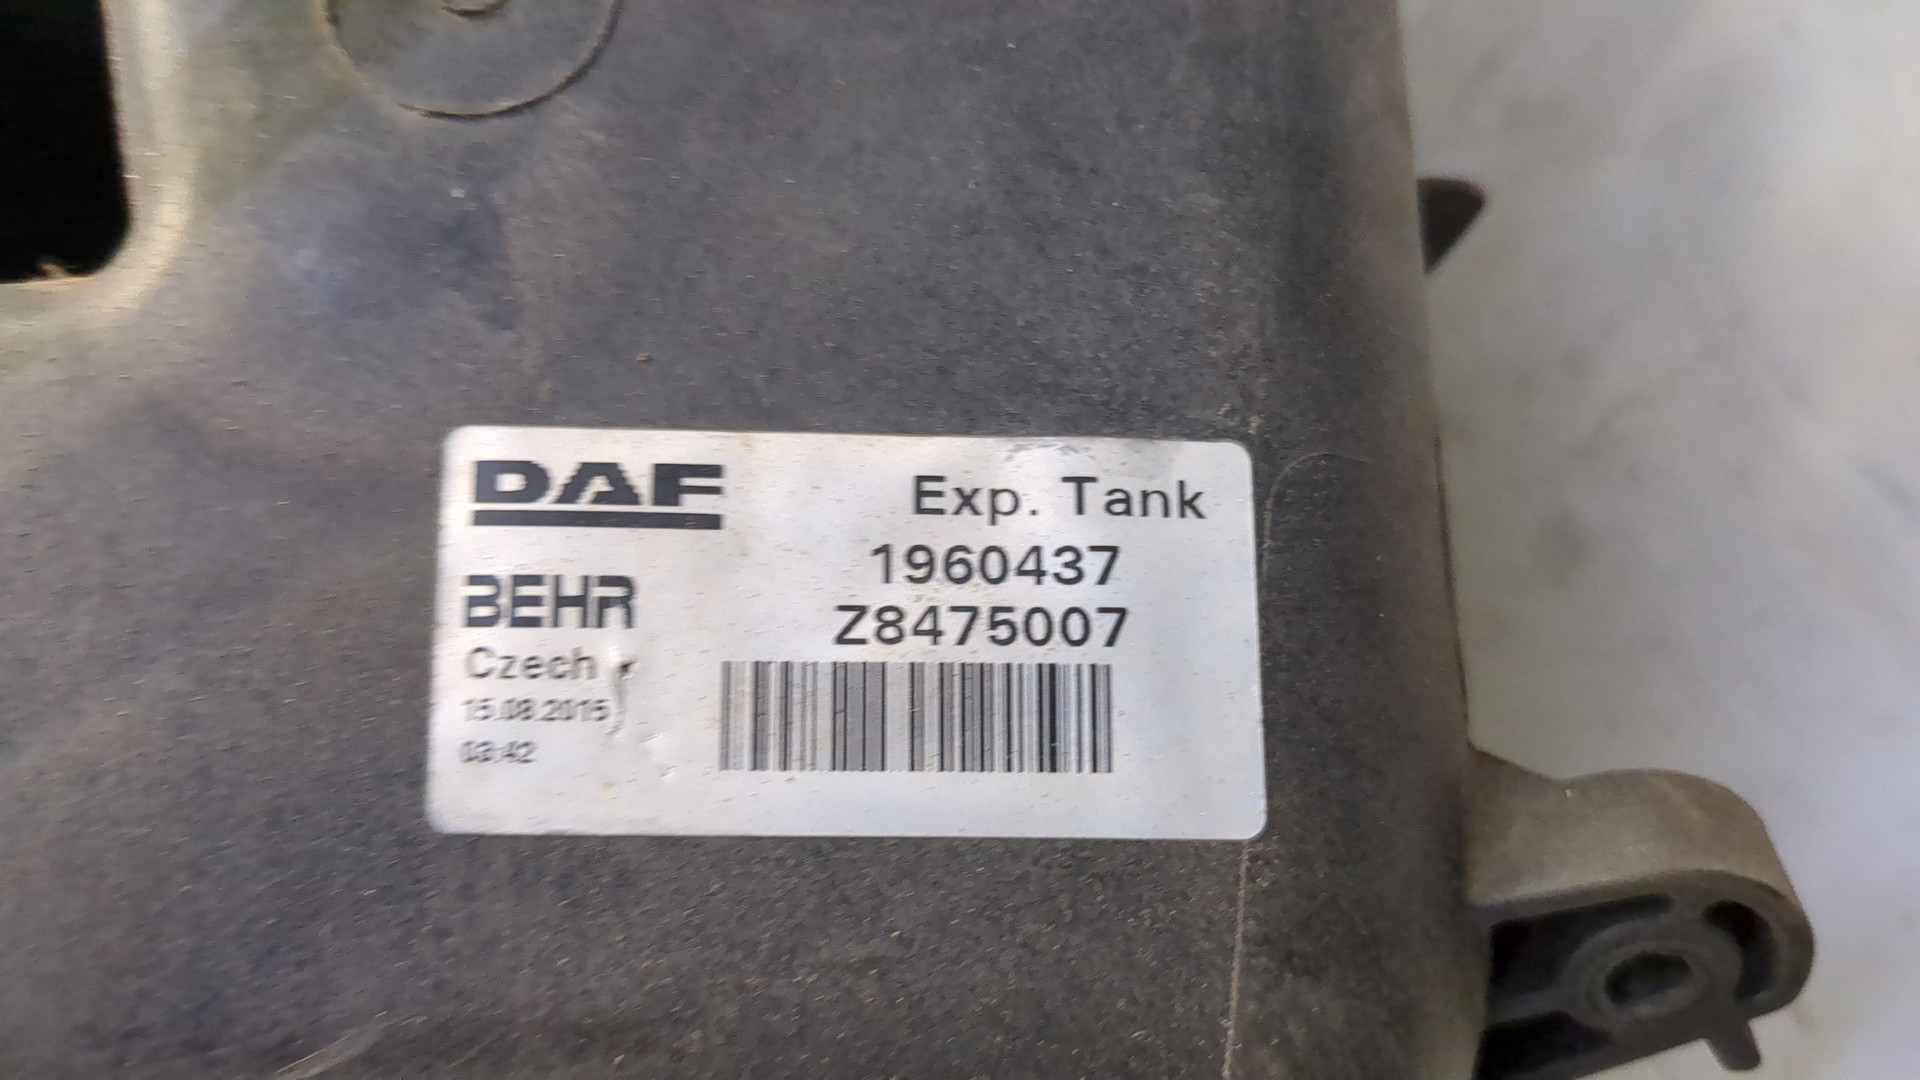 DAF Exp. Tank
1960437
BEHR Z8475007
Czech
15.08.2015
03:42